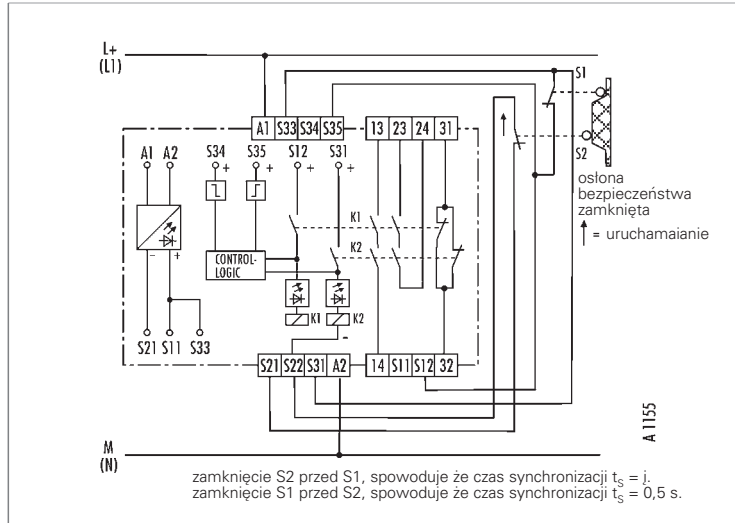 L+
(L1)
S1
A1 S33 S34 S35 13 23 24 31
S2
A1 A2 S34 S35 S12 S31
+ + + +
osłona
bezpieczeństwa
zamknięta
= uruchamaianie
K1
K2
CONTROL-
LOGIC
- +
K1 K2
-
S21 S11 S33
S21 S22 S31 A2 14 S11 S12 32
A 1155
M
(N)
zamknięcie S2 przed S1, spowoduje że czas synchronizacji tS = į.
zamknięcie S1 przed S2, spowoduje że czas synchronizacji tS = 0,5 s.